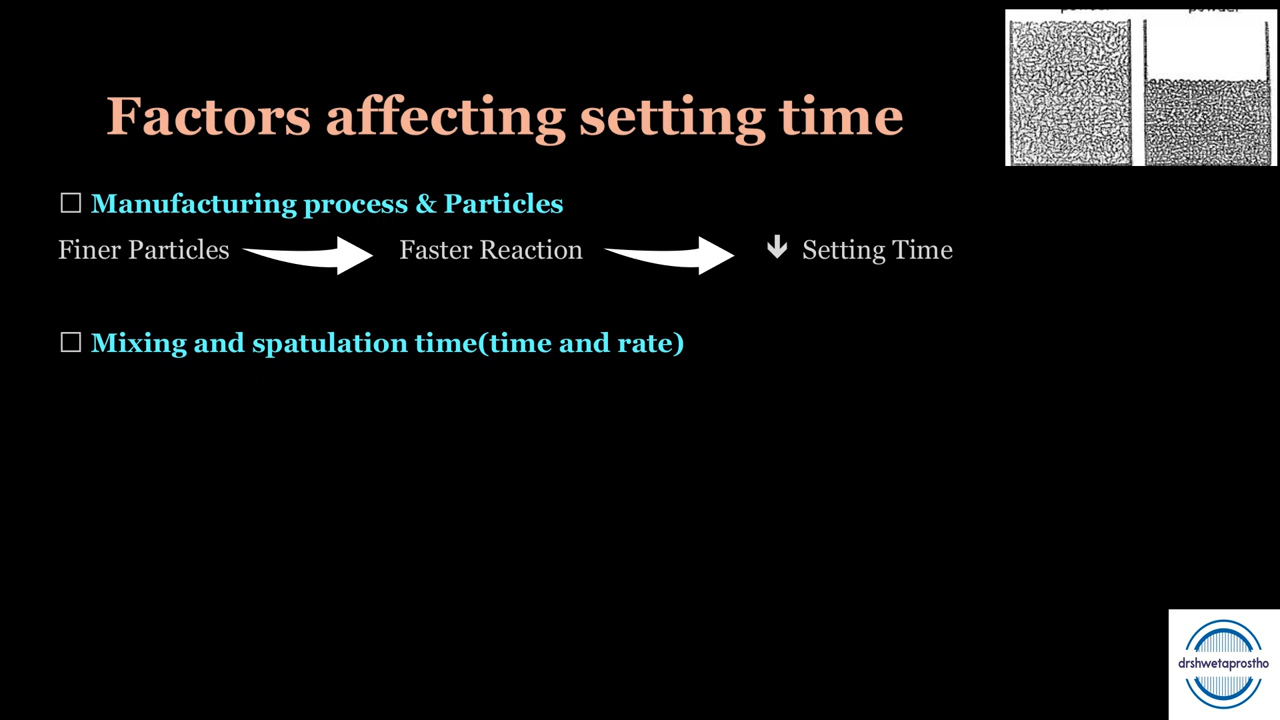 Factors affecting setting time
☐ Manufacturing process & Particles
Finer Particles Faster Reaction ↓ Setting Time
☐ Mixing and spatulation time(time and rate)
drshwetaprostho